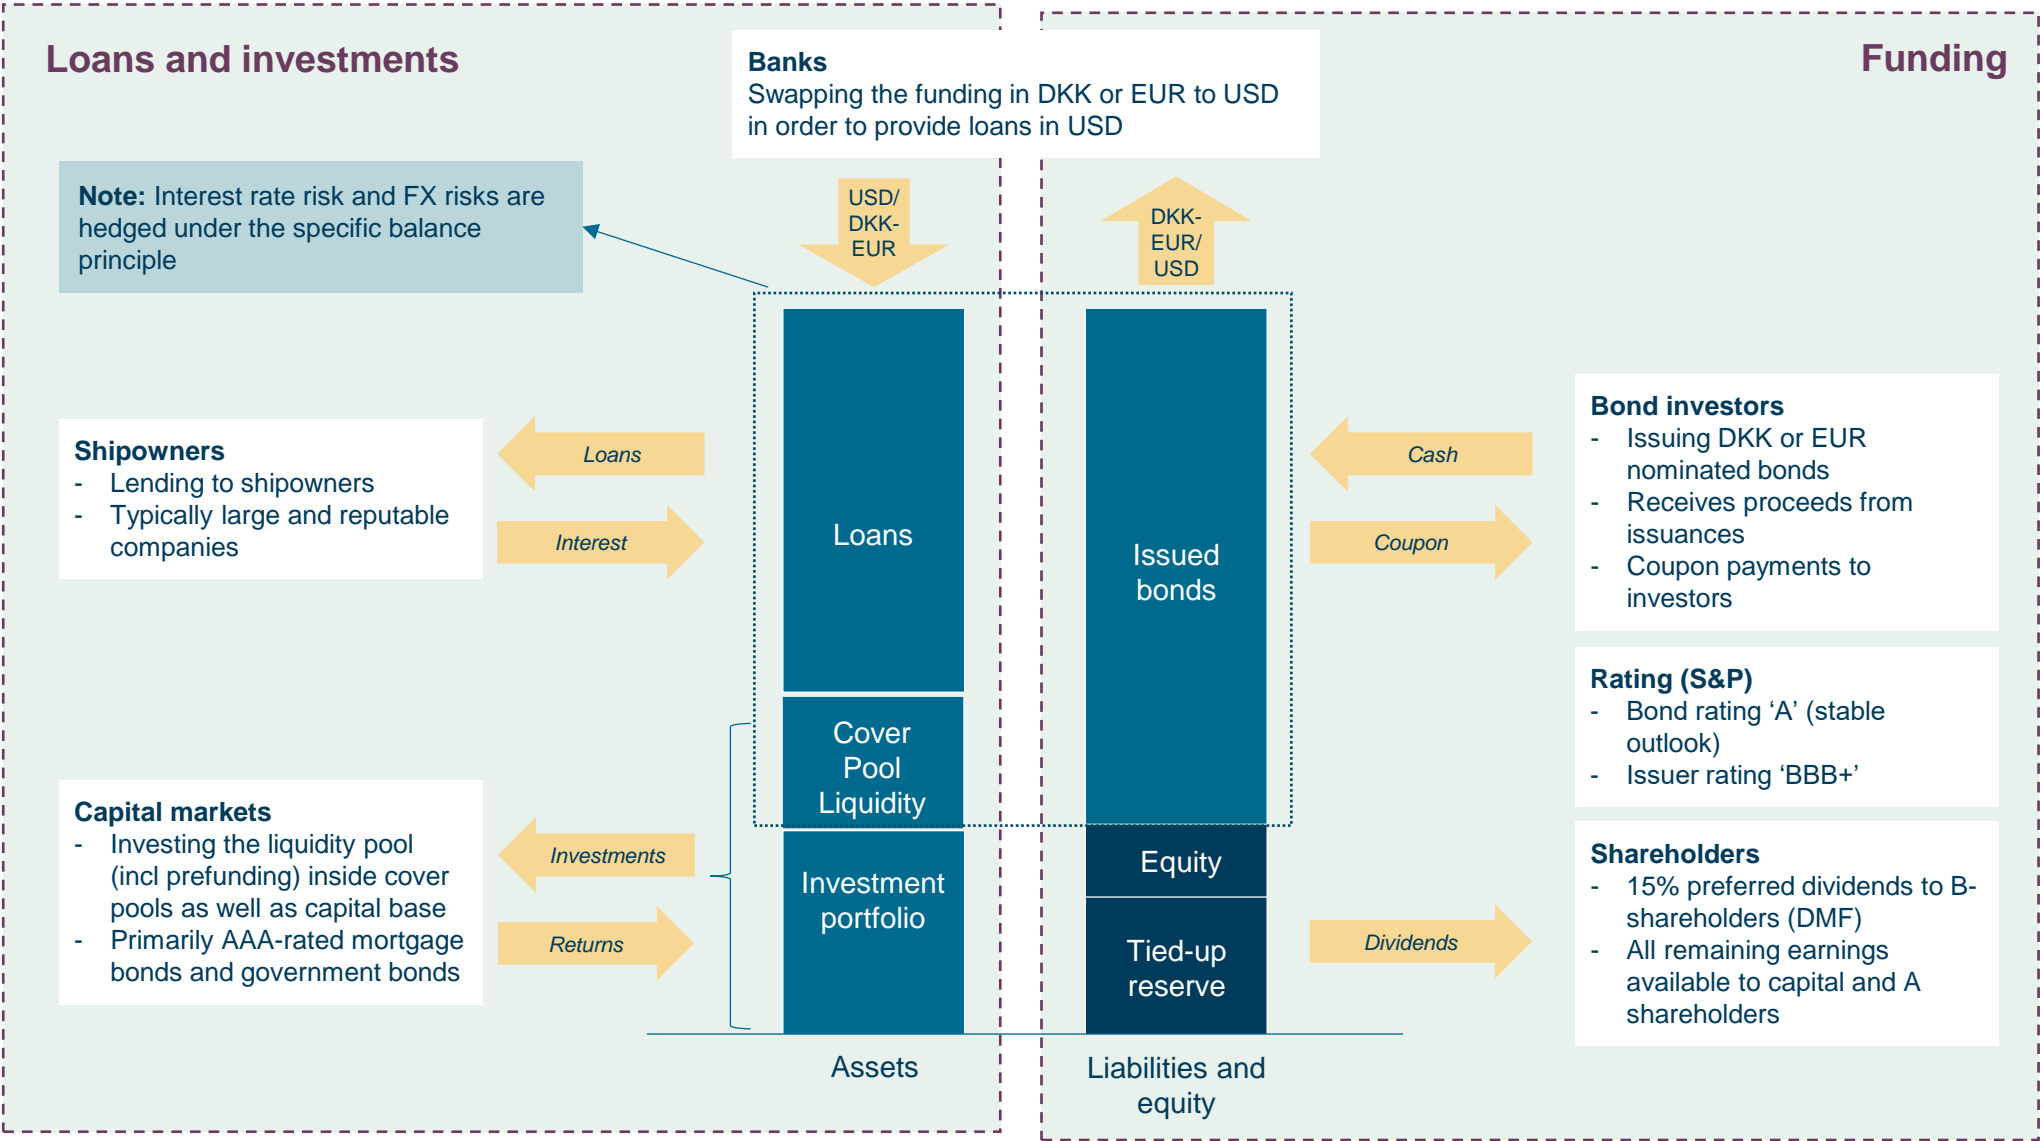 Loans and investments
Funding
Banks
Swapping the funding in DKK or EUR to USD
in order to provide loans in USD
Note: Interest rate risk and FX risks are
hedged under the specific balance
principle
USD/
DKK-
EUR
DKK-
EUR/
USD
Shipowners
- Lending to shipowners
- Typically large and reputable
companies
Loans
Interest
Loans
Issued
bonds
Cash
Coupon
Bond investors
- Issuing DKK or EUR
nominated bonds
- Receives proceeds from
issuances
- Coupon payments to
investors
Rating (S&P)
- Bond rating ‘A’ (stable
outlook)
- Issuer rating ‘BBB+’
Capital markets
- Investing the liquidity pool
(incl prefunding) inside cover
pools as well as capital base
- Primarily AAA-rated mortgage
bonds and government bonds
Investments
Returns
Cover
Pool
Liquidity
Investment
portfolio
Equity
Tied-up
reserve
Dividends
Shareholders
- 15% preferred dividends to B-
shareholders (DMF)
- All remaining earnings
available to capital and A
shareholders
Assets
Liabilities and
equity